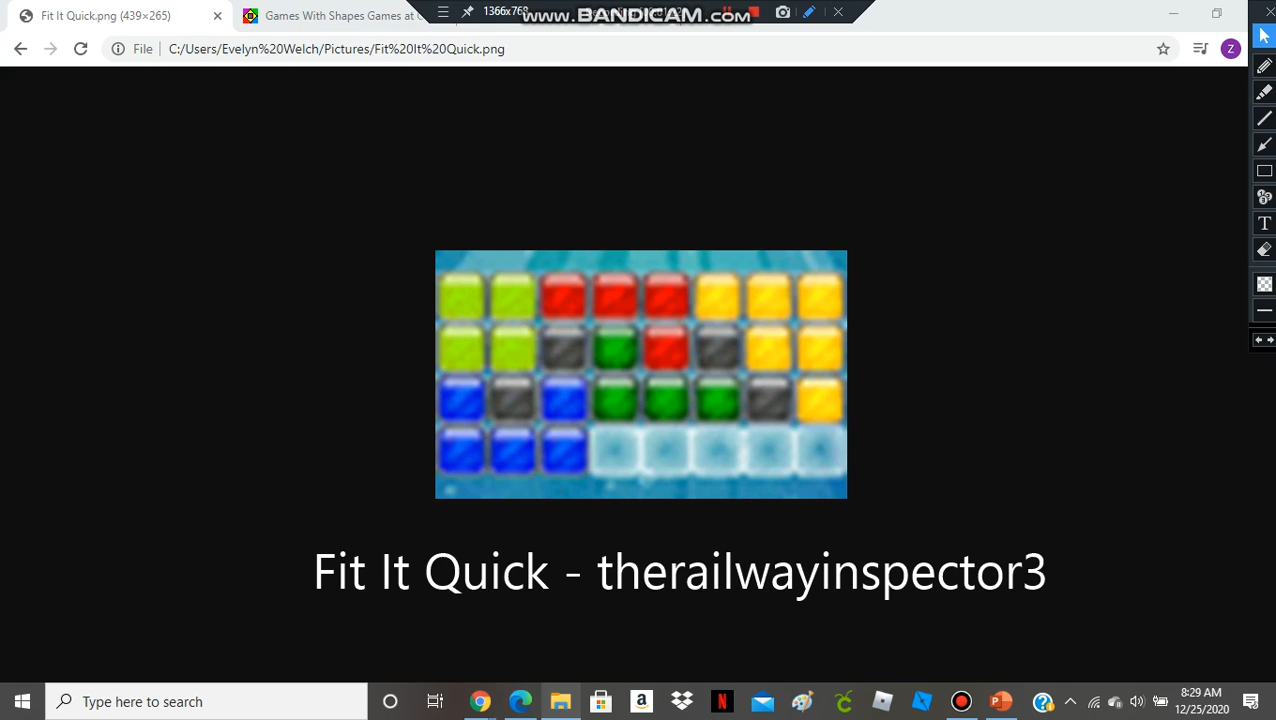 Fit It Quick.png (439×265)
Games With Shapes Games at C
1366x768
www.BANDICAM.com
File
C:/Users/Evelyn%20Welch/Pictures/Fit%20It%20Quick.png
Z
T
Fit It Quick - therailwayinspector3
Type here to search
a
N
8:29 AM
12/25/2020